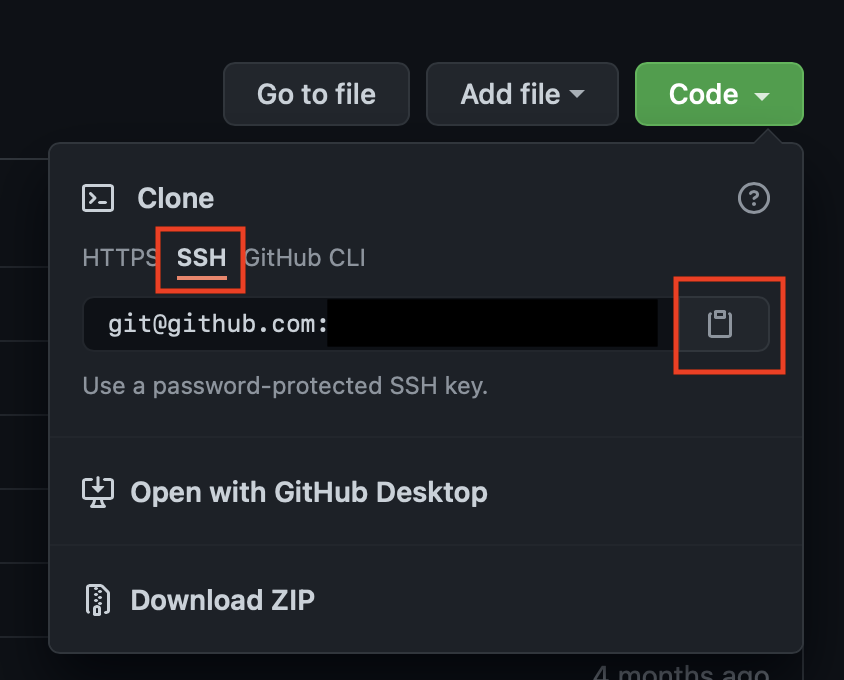 Go to file Add file Code
Clone
HTTPS SSH GitHub CLI
git@github.com:
Use a password-protected SSH key.
Open with GitHub Desktop
Download ZIP
4 months ago